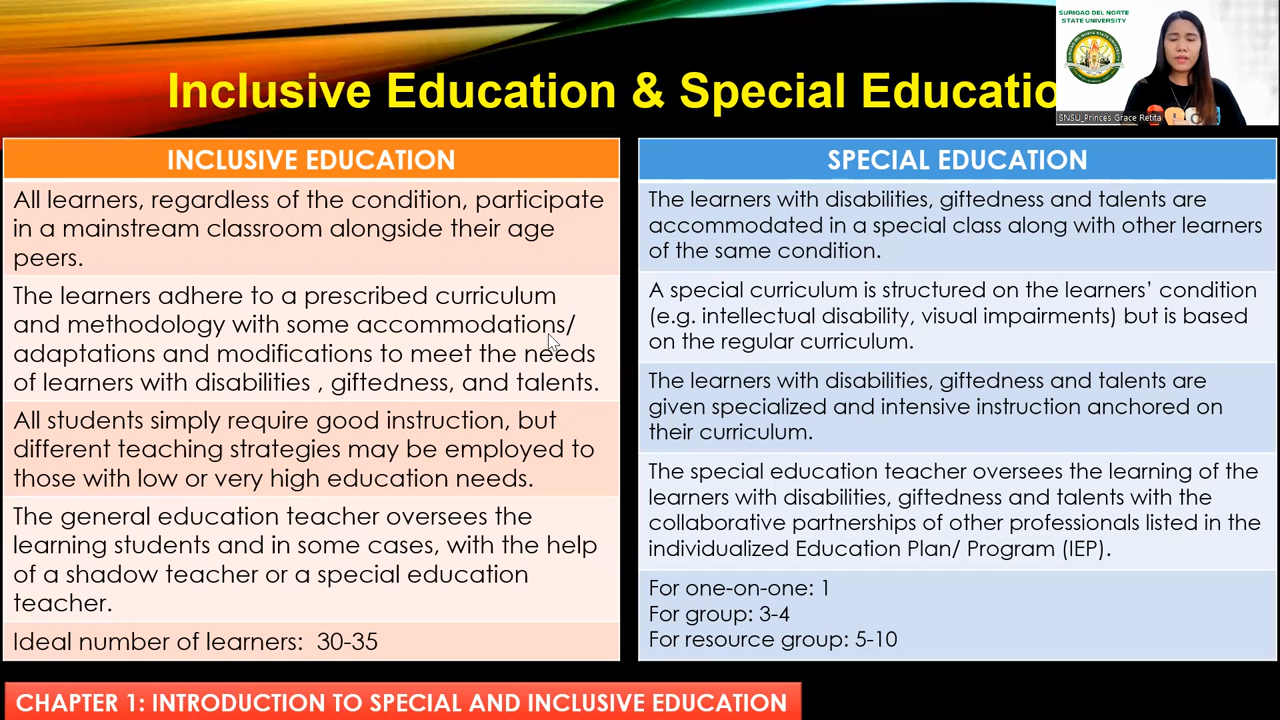 SURIGAO DEL NORTE
STATE UNIVERSITY
SNSU_Princes Grace Retita
Inclusive Education & Special Educatio
INCLUSIVE EDUCATION
All learners, regardless of the condition, participate
in a mainstream classroom alongside their age
peers.
The learners adhere to a prescribed curriculum
and methodology with some accommodations/
adaptations and modifications to meet the needs
of learners with disabilities , giftedness, and talents.
All students simply require good instruction, but
different teaching strategies may be employed to
those with low or very high education needs.
The general education teacher oversees the
learning students and in some cases, with the help
of a shadow teacher or a special education
teacher.
Ideal number of learners:  30-35
SPECIAL EDUCATION
The learners with disabilities, giftedness and talents are
accommodated in a special class along with other learners
of the same condition.
A special curriculum is structured on the learners’ condition
(e.g. intellectual disability, visual impairments) but is based
on the regular curriculum.
The learners with disabilities, giftedness and talents are
given specialized and intensive instruction anchored on
their curriculum.
The special education teacher oversees the learning of the
learners with disabilities, giftedness and talents with the
collaborative partnerships of other professionals listed in the
individualized Education Plan/ Program (IEP).
For one-on-one: 1
For group: 3-4
For resource group: 5-10
CHAPTER 1: INTRODUCTION TO SPECIAL AND INCLUSIVE EDUCATION